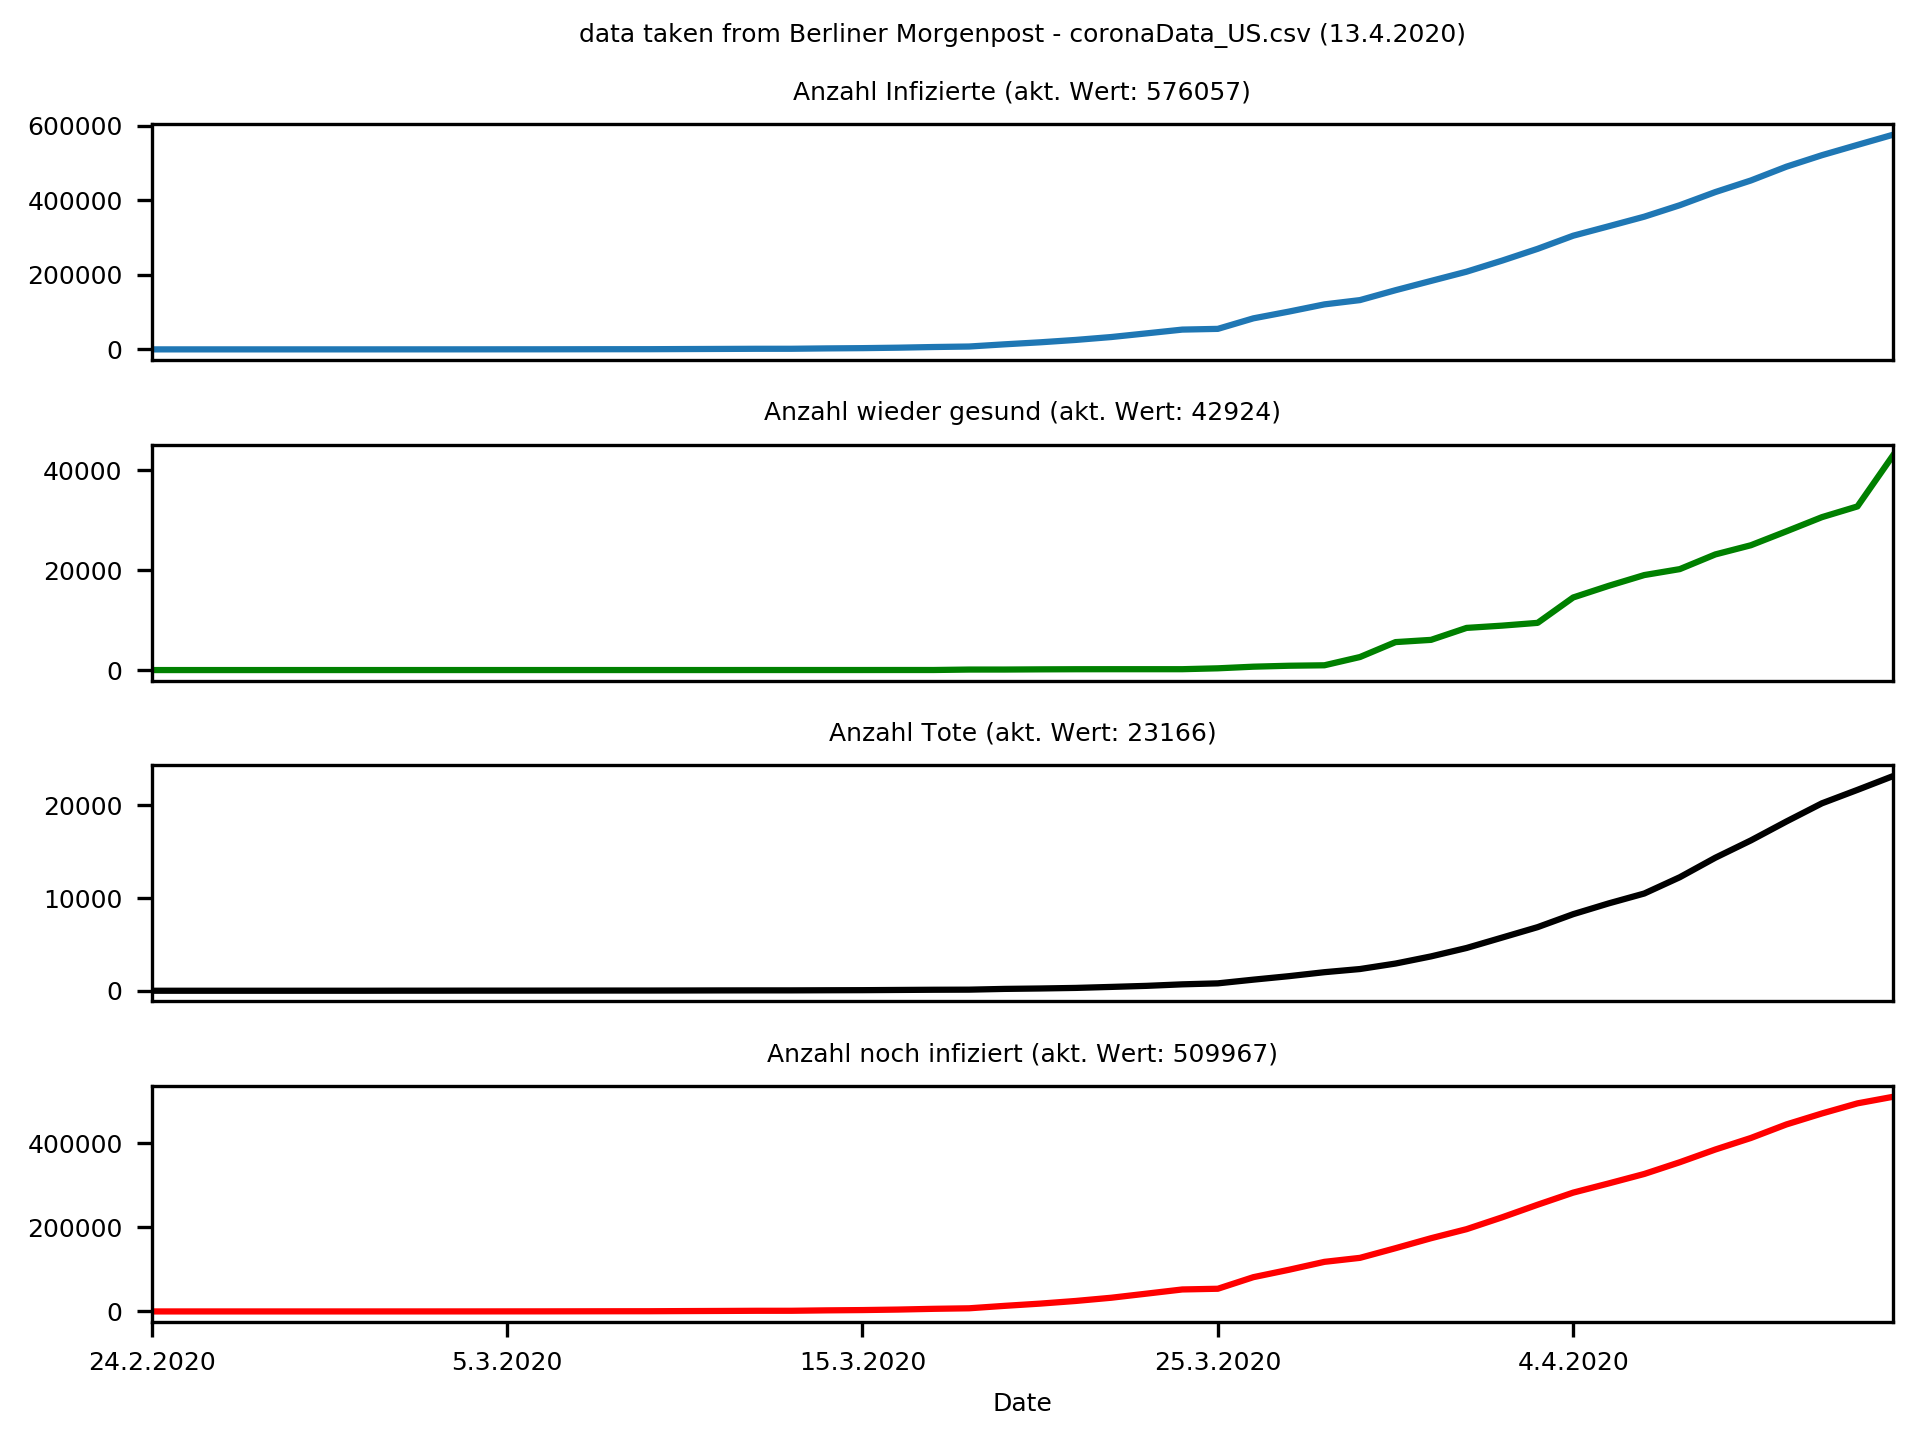 data taken from Berliner Morgenpost - coronaData_US.csv (13.4.2020)
Anzahl Infizierte (akt. Wert: 576057)
600000
400000
200000
0
Anzahl wieder gesund (akt. Wert: 42924)
40000
20000
0
Anzahl Tote (akt. Wert: 23166)
20000
10000
0
Anzahl noch infiziert (akt. Wert: 509967)
400000
200000
0
24.2.2020 5.3.2020 15.3.2020 25.3.2020 4.4.2020
Date